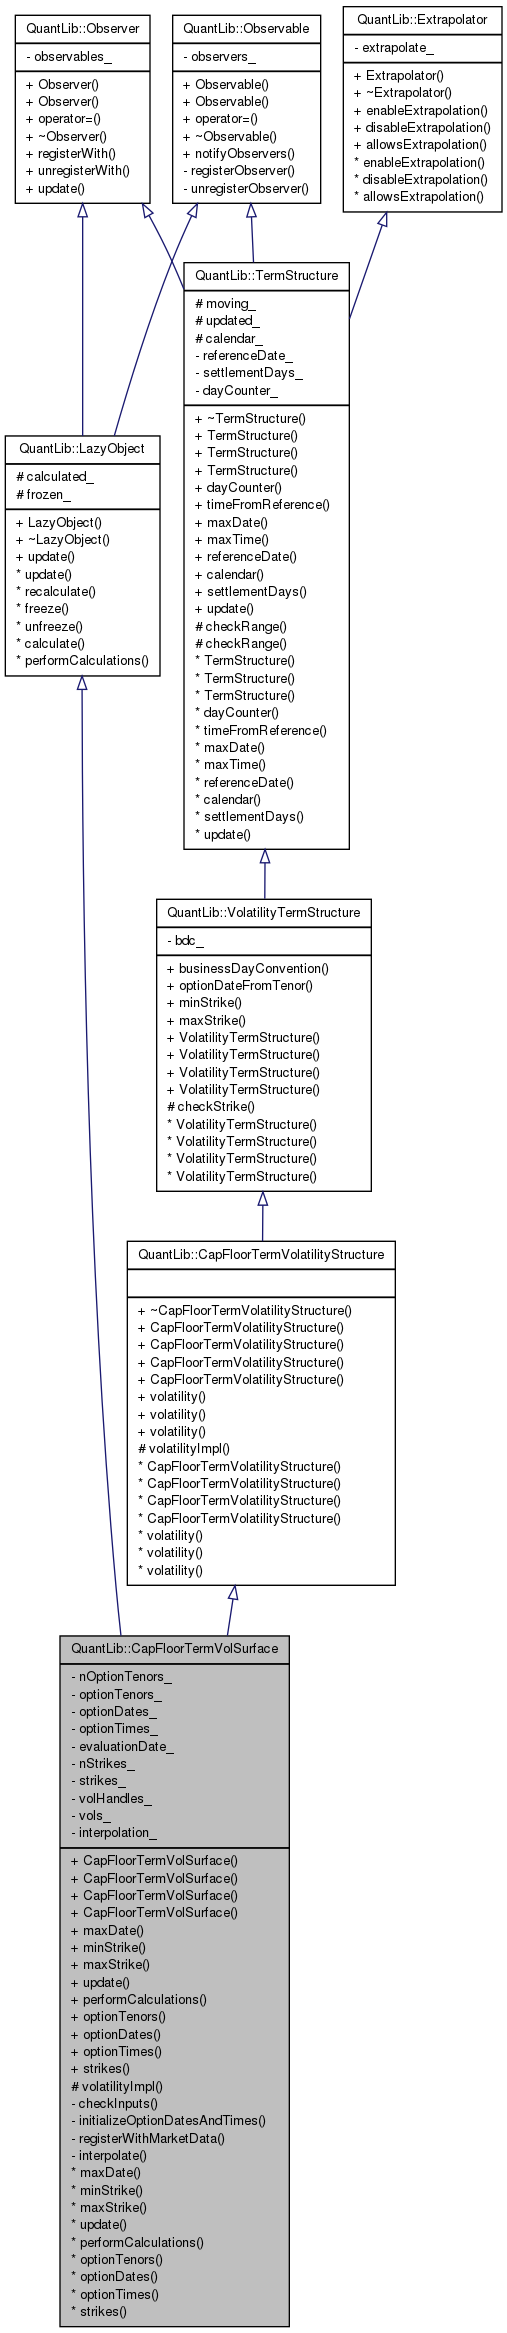 QuantLib::Observer
- observables_
+ Observer()
+ Observer()
+ operator=()
+ ~Observer()
+ registerWith()
+ unregisterWith()
+ update()
QuantLib::Observable
- observers_
+ Observable()
+ Observable()
+ operator=()
+ ~Observable()
+ notifyObservers()
- registerObserver()
- unregisterObserver()
QuantLib::Extrapolator
- extrapolate_
+ Extrapolator()
+ ~Extrapolator()
+ enableExtrapolation()
+ disableExtrapolation()
+ allowsExtrapolation()
* enableExtrapolation()
* disableExtrapolation()
* allowsExtrapolation()
QuantLib::TermStructure
# moving_
# updated_
# calendar_
- referenceDate_
- settlementDays_
- dayCounter_
+ ~TermStructure()
+ TermStructure()
+ TermStructure()
+ TermStructure()
+ dayCounter()
+ timeFromReference()
+ maxDate()
+ maxTime()
+ referenceDate()
+ calendar()
+ settlementDays()
+ update()
# checkRange()
# checkRange()
* TermStructure()
* TermStructure()
* TermStructure()
* dayCounter()
* timeFromReference()
* maxDate()
* maxTime()
* referenceDate()
* calendar()
* settlementDays()
* update()
QuantLib::LazyObject
# calculated_
# frozen_
+ LazyObject()
+ ~LazyObject()
+ update()
* update()
* recalculate()
* freeze()
* unfreeze()
* calculate()
* performCalculations()
QuantLib::VolatilityTermStructure
- bdc_
+ businessDayConvention()
+ optionDateFromTenor()
+ minStrike()
+ maxStrike()
+ VolatilityTermStructure()
+ VolatilityTermStructure()
+ VolatilityTermStructure()
+ VolatilityTermStructure()
# checkStrike()
* VolatilityTermStructure()
* VolatilityTermStructure()
* VolatilityTermStructure()
* VolatilityTermStructure()
QuantLib::CapFloorTermVolatilityStructure
+ ~CapFloorTermVolatilityStructure()
+ CapFloorTermVolatilityStructure()
+ CapFloorTermVolatilityStructure()
+ CapFloorTermVolatilityStructure()
+ CapFloorTermVolatilityStructure()
+ volatility()
+ volatility()
+ volatility()
# volatilityImpl()
* CapFloorTermVolatilityStructure()
* CapFloorTermVolatilityStructure()
* CapFloorTermVolatilityStructure()
* CapFloorTermVolatilityStructure()
* volatility()
* volatility()
* volatility()
QuantLib::CapFloorTermVolSurface
- nOptionTenors_
- optionTenors_
- optionDates_
- optionTimes_
- evaluationDate_
- nStrikes_
- strikes_
- volHandles_
- vols_
- interpolation_
+ CapFloorTermVolSurface()
+ CapFloorTermVolSurface()
+ CapFloorTermVolSurface()
+ CapFloorTermVolSurface()
+ maxDate()
+ minStrike()
+ maxStrike()
+ update()
+ performCalculations()
+ optionTenors()
+ optionDates()
+ optionTimes()
+ strikes()
# volatilityImpl()
- checkInputs()
- initializeOptionDatesAndTimes()
- registerWithMarketData()
- interpolate()
* maxDate()
* minStrike()
* maxStrike()
* update()
* performCalculations()
* optionTenors()
* optionDates()
* optionTimes()
* strikes()